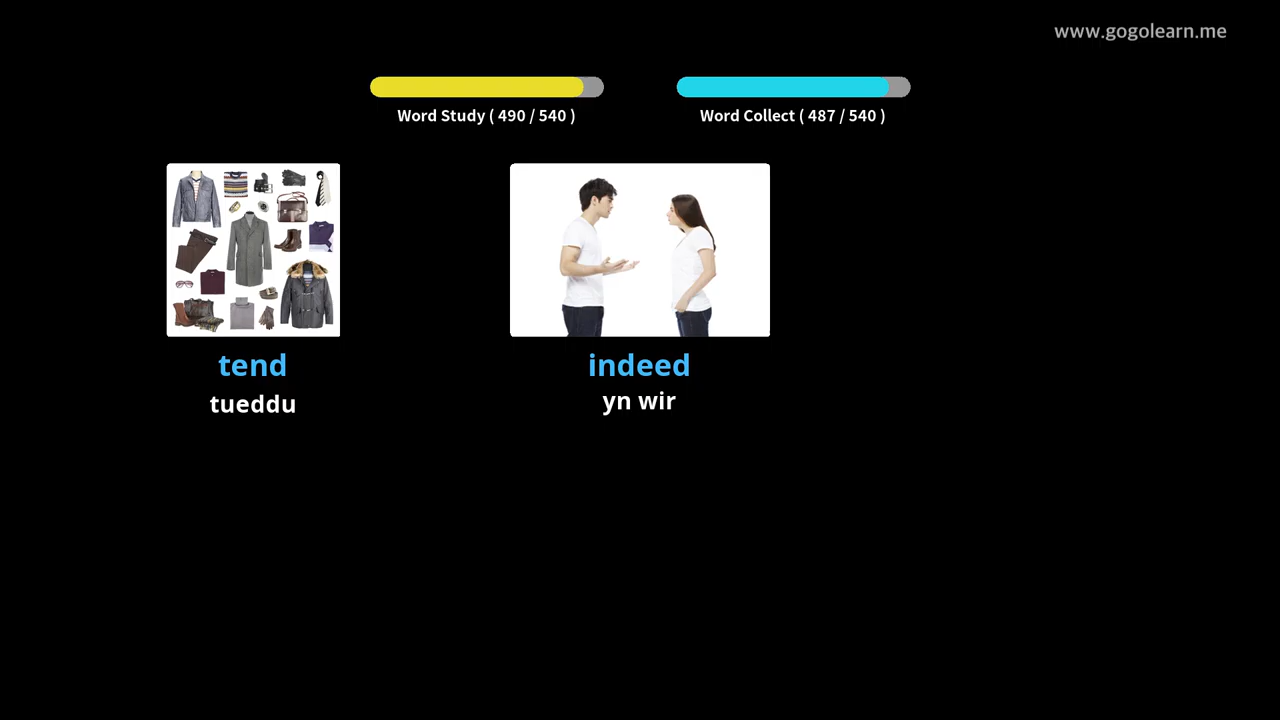 www.gogolearn.me
Word Study ( 490 / 540 )
Word Collect ( 487 / 540 )
tend
tueddu
indeed
yn wir